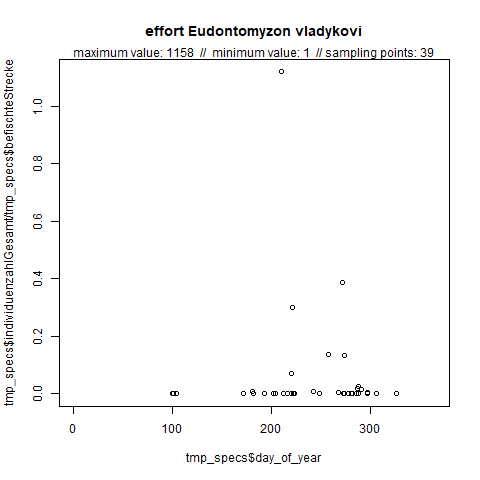 effort Eudontomyzon vladykovi
maximum value: 1158 // minimum value: 1 // sampling points: 39
tmp_specs$individuenzahlGesamt/tmp_specs$befischteStrecke
1.0
0.8
0.6
0.4
0.2
0.0
0 100 200 300
tmp_specs$day_of_year